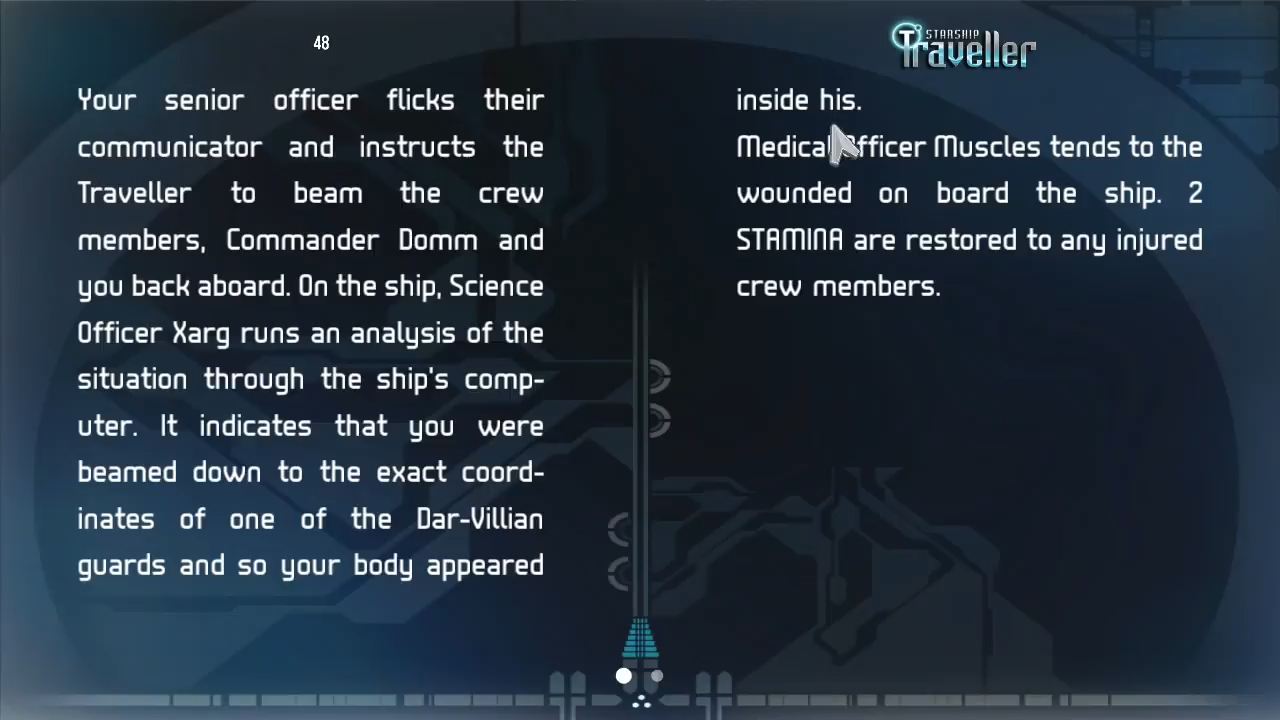 48
STARSHIP
Traveller
Your senior officer flicks their
communicator and instructs the
Traveller to beam the crew
members, Commander Domm and
you back aboard. On the ship, Science
Officer Xarg runs an analysis of the
situation through the ship's comp-
uter. It indicates that you were
beamed down to the exact coord-
inates of one of the Dar-Villian
guards and so your body appeared
inside his.
Medical Officer Muscles tends to the
wounded on board the ship. 2
STAMINA are restored to any injured
crew members.